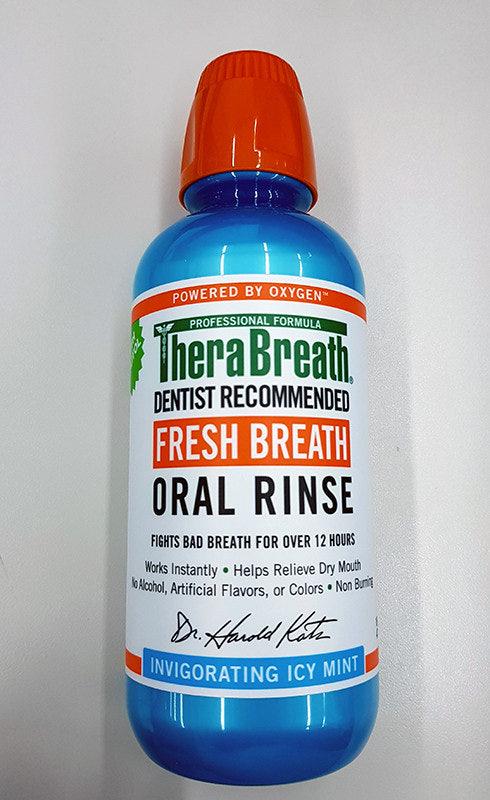 POWERED BY OXYGEN™
PROFESSIONAL FORMULA
TheraBreath®
DENTIST RECOMMENDED
FRESH BREATH
ORAL RINSE
FIGHTS BAD BREATH FOR OVER 12 HOURS
Works Instantly • Helps Relieve Dry Mouth
No Alcohol, Artificial Flavors, or Colors • Non Burning
Dr. Harold Katz
INVIGORATING ICY MINT